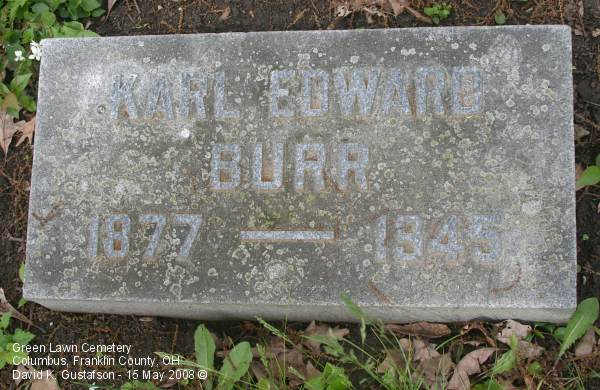 KARL EDWARD
BURR
1877 — 1945
Green Lawn Cemetery
Columbus, Franklin County, OH
David K. Gustafson - 15 May 2008 ©